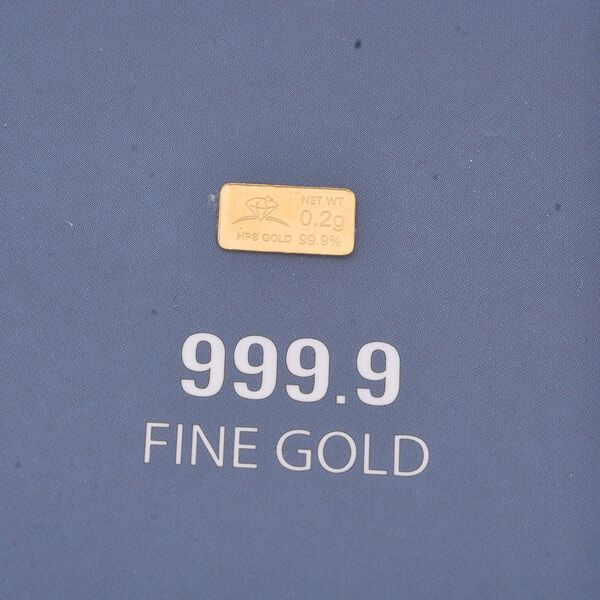 NET WT
0.2g
HPS GOLD 99.9%
999.9
FINE GOLD